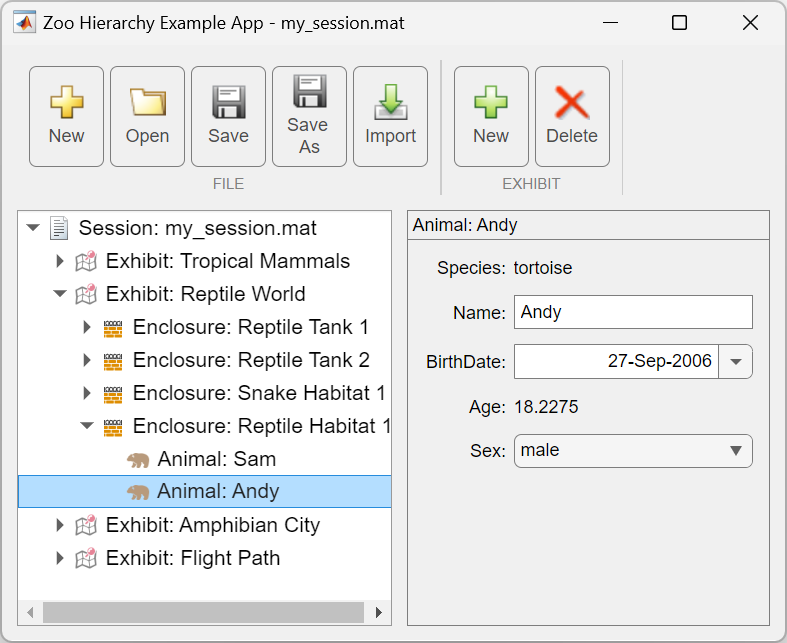 Zoo Hierarchy Example App - my_session.mat
New
Open
Save
Save
As
Import
New
Delete
FILE
EXHIBIT
Session: my_session.mat
Exhibit: Tropical Mammals
Exhibit: Reptile World
Enclosure: Reptile Tank 1
Enclosure: Reptile Tank 2
Enclosure: Snake Habitat 1
Enclosure: Reptile Habitat 1
Animal: Sam
Animal: Andy
Exhibit: Amphibian City
Exhibit: Flight Path
Animal: Andy
Species: tortoise
Name: Andy
BirthDate: 27-Sep-2006
Age: 18.2275
Sex: male